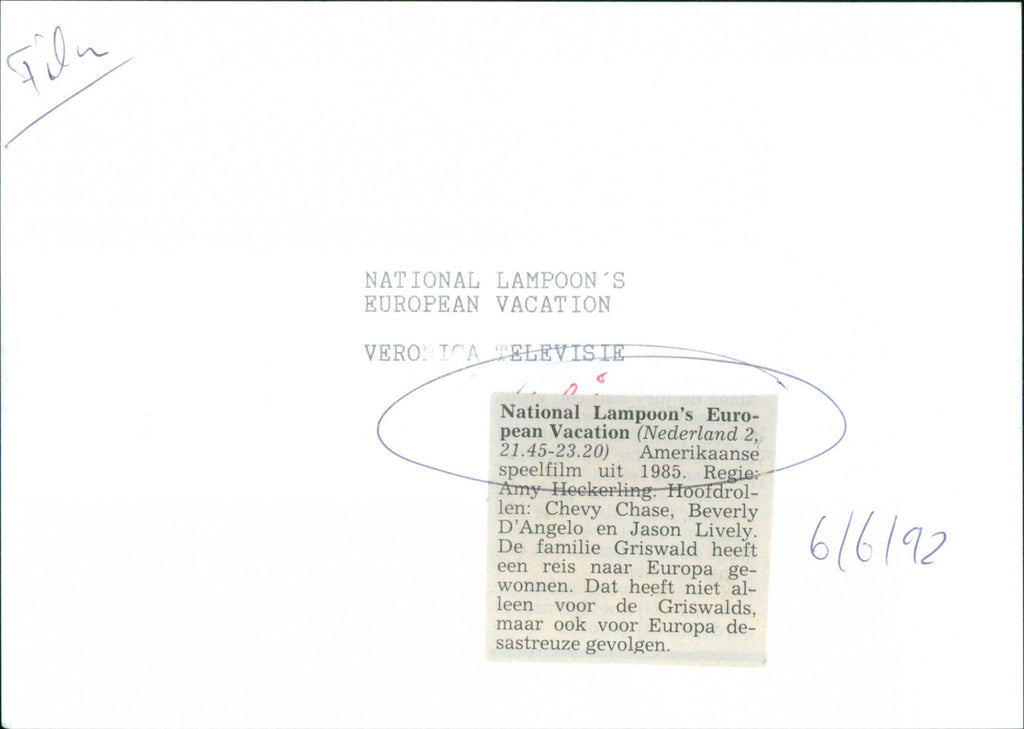 Film
NATIONAL LAMPOON´S
EUROPEAN VACATION
VERONICA TELEVISIE
National Lampoon's Euro-
pean Vacation (Nederland 2,
21.45-23.20) Amerikaanse
speelfilm uit 1985. Regie:
Amy Heckerling. Hoofdrol-
len: Chevy Chase, Beverly
D'Angelo en Jason Lively.
De familie Griswald heeft
een reis naar Europa ge-
wonnen. Dat heeft niet al-
leen voor de Griswalds,
maar ook voor Europa de-
sastreuze gevolgen.
6/6/92